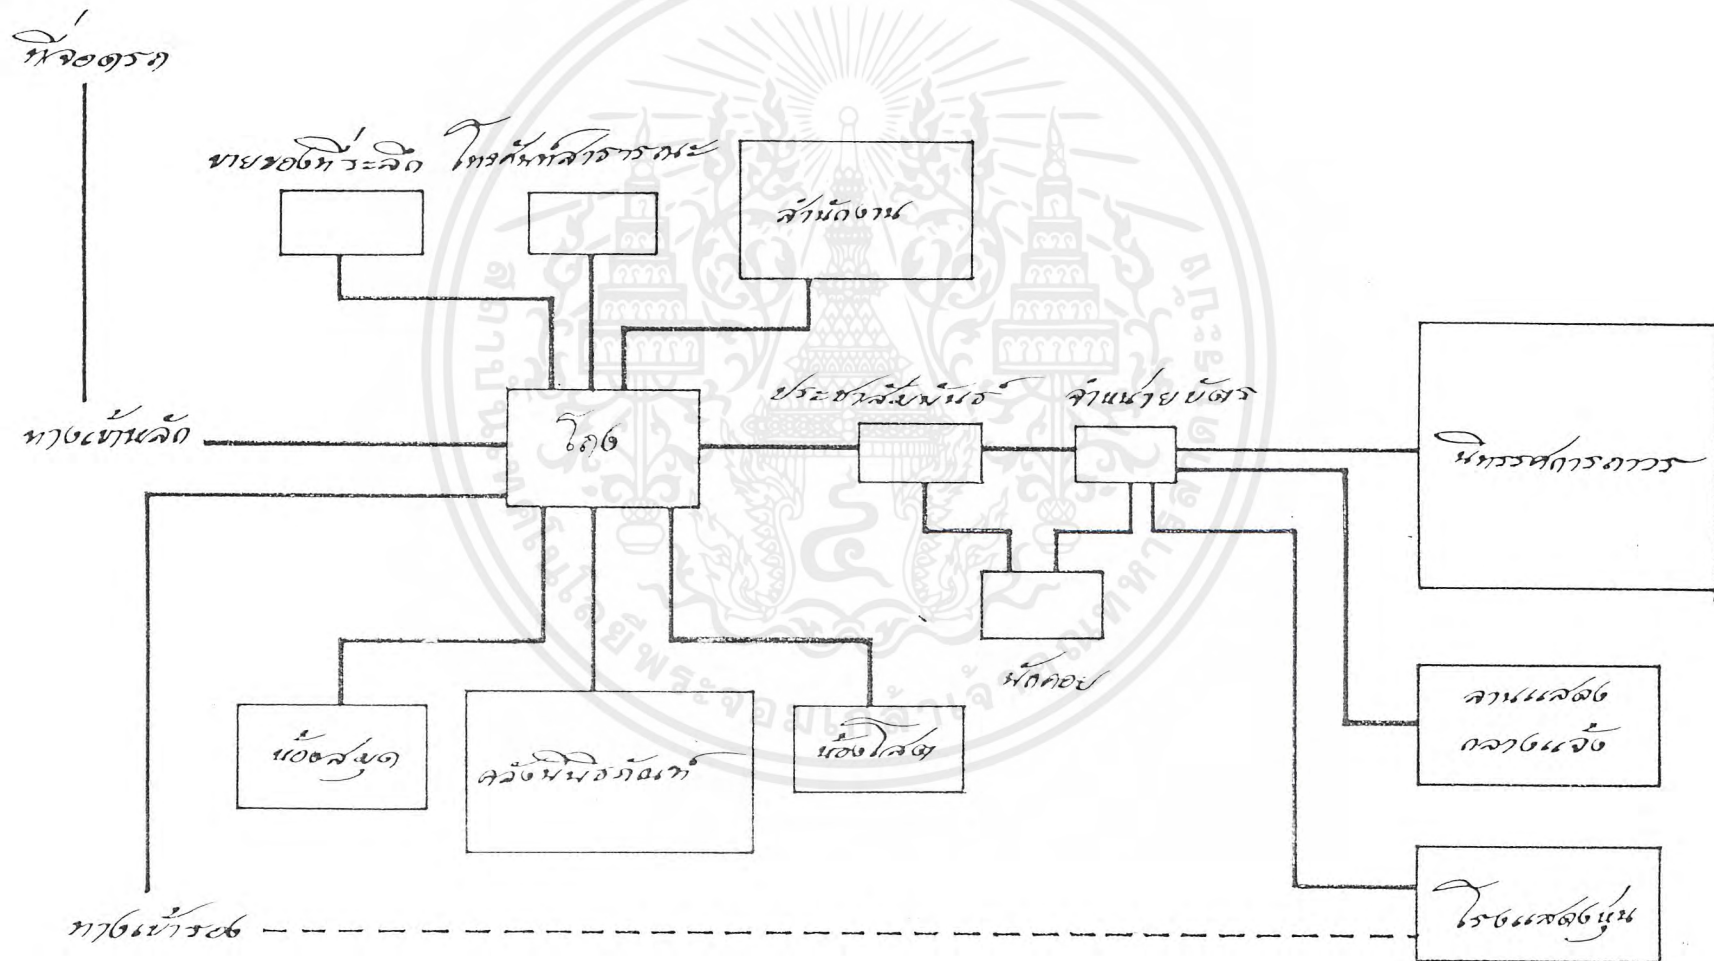 ที่จอดรถ
ขายของที่ระลึก โทรศัพท์สาธารณะ
สำนักงาน
ประชาสัมพันธ์ จำหน่ายบัตร
ทางเข้าหลัก
โถง
นิทรรศการถาวร
พักคอย
ห้องสมุด
คลังพิพิธภัณฑ์
ห้องโสต
ลานแสดง
กลางแจ้ง
ทางเข้ารอง
โรงแสดงหุ่น